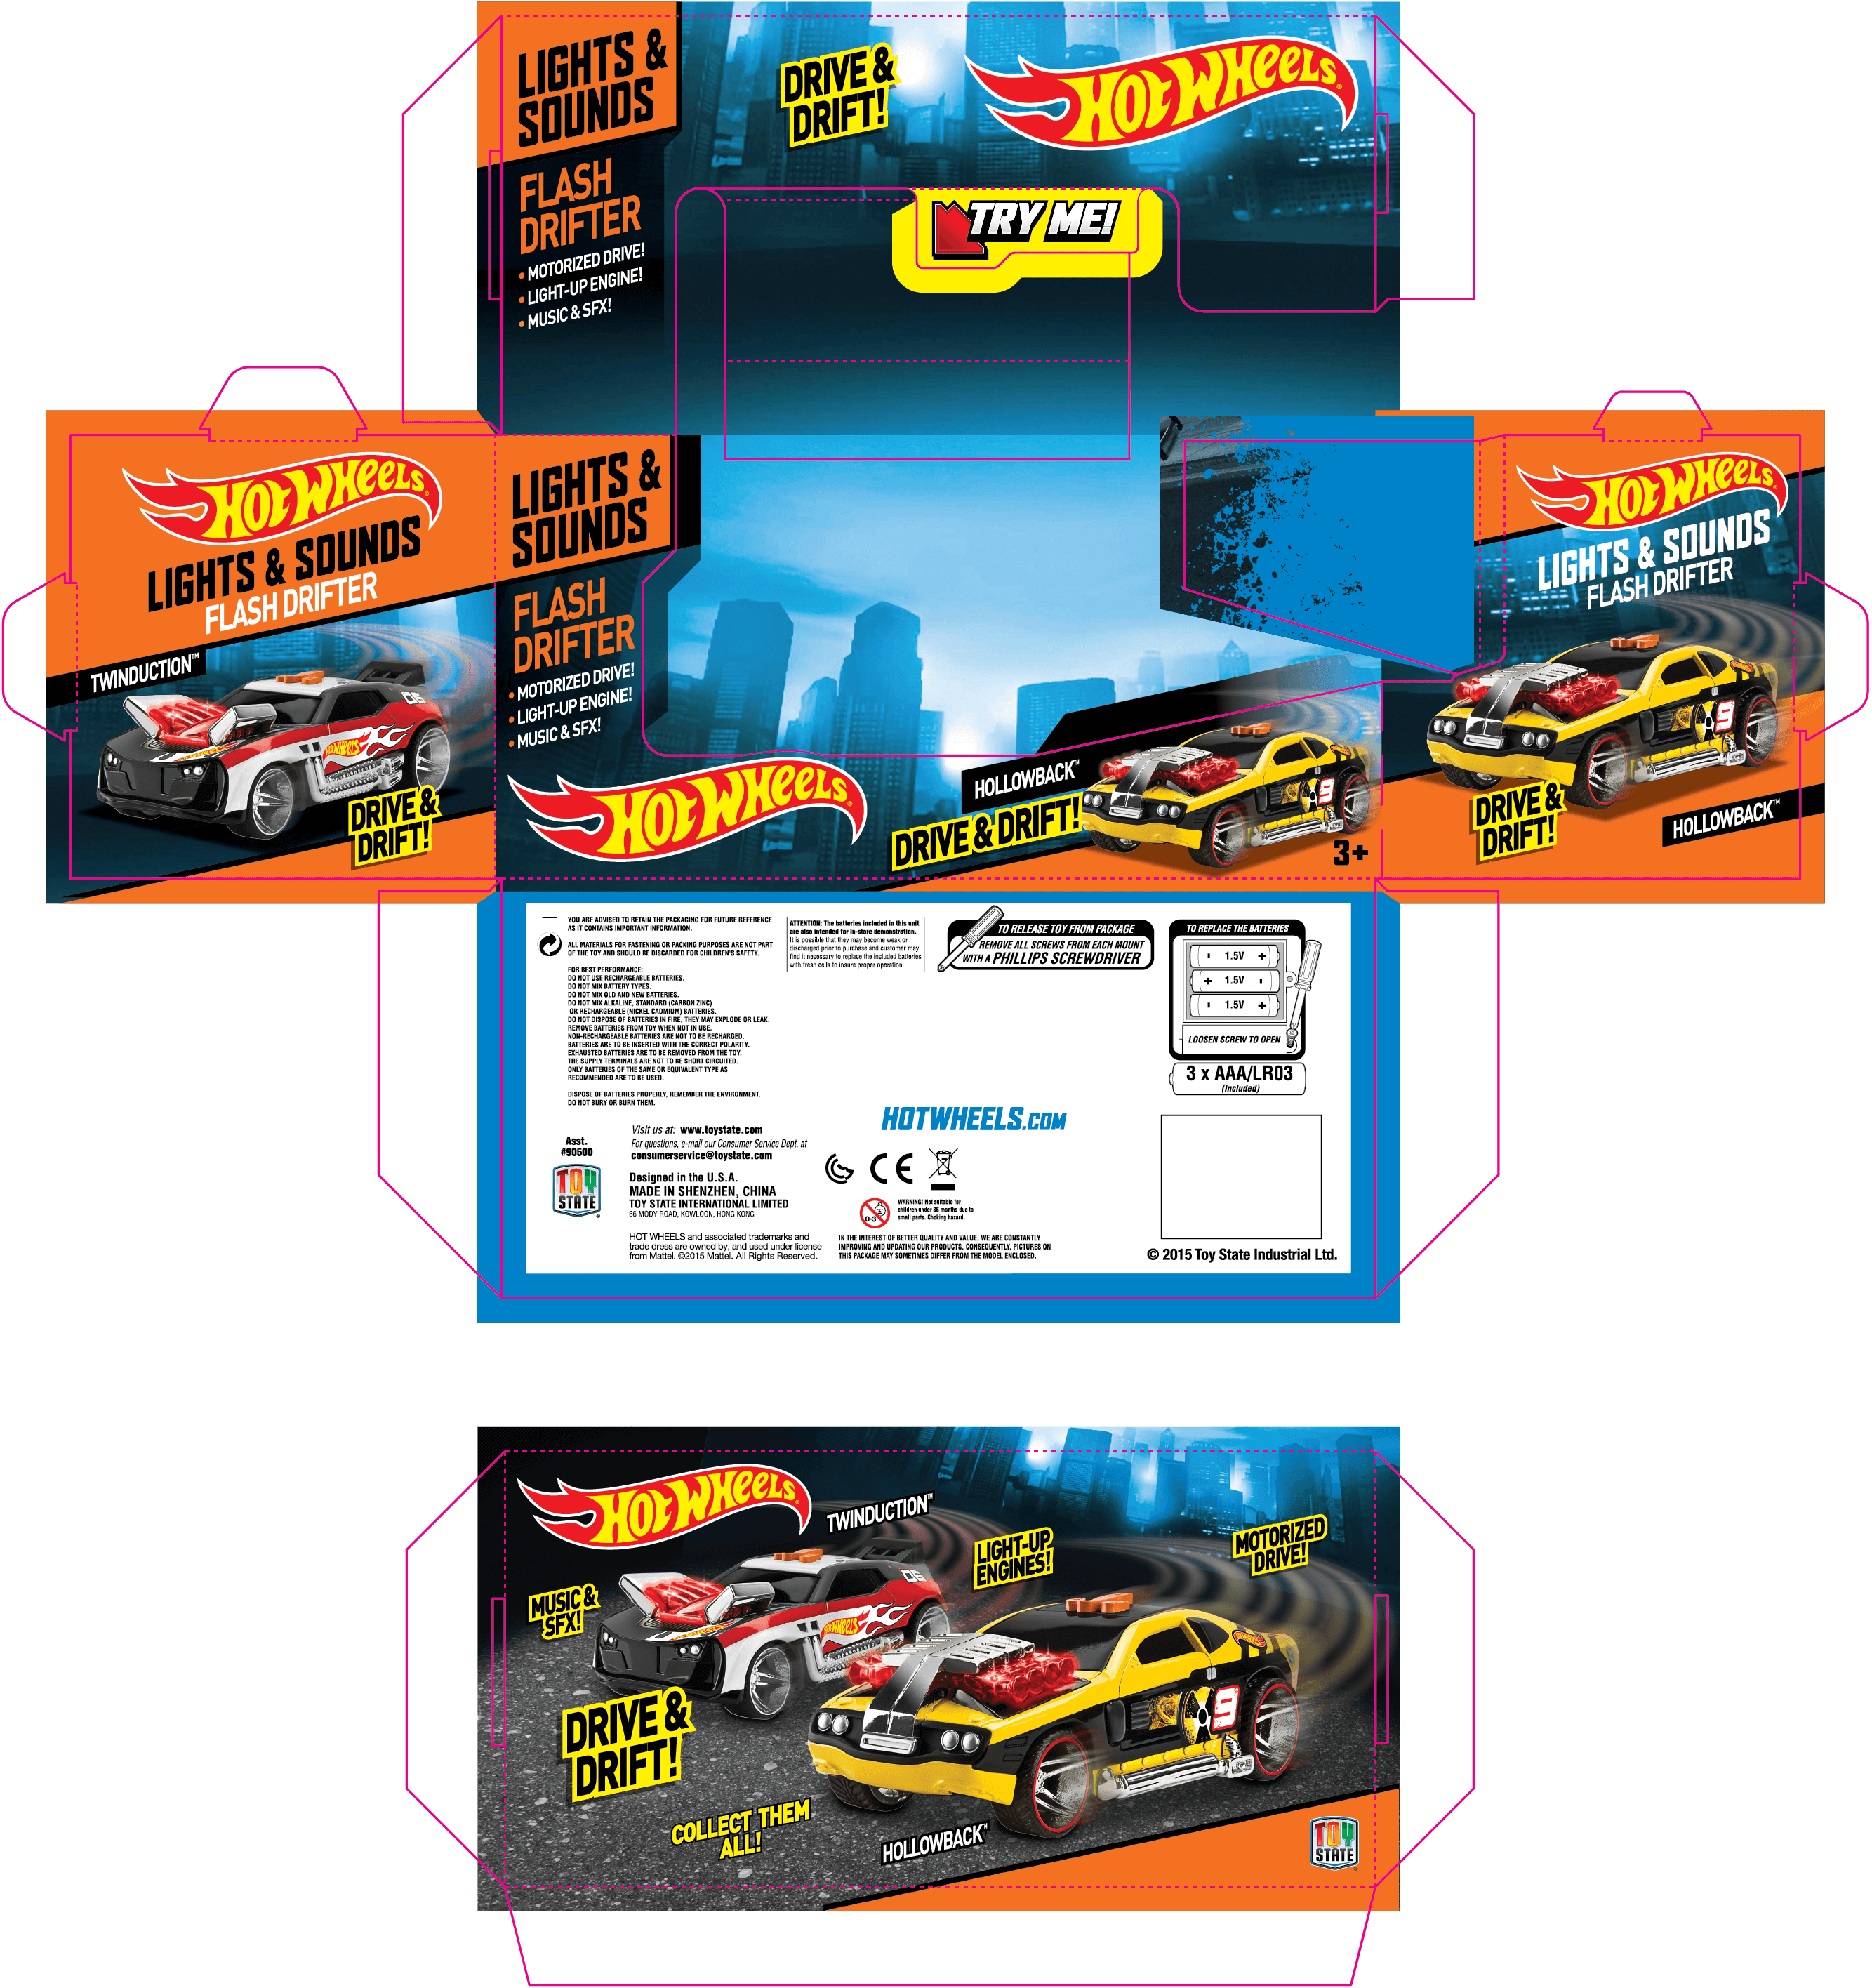 LIGHTS &
SOUNDS
FLASH
DRIFTER
• MOTORIZED DRIVE!
• LIGHT-UP ENGINE!
• MUSIC & SFX!
DRIVE &
DRIFT!
HOT WHEELS®
TRY ME!
HOT WHEELS®
LIGHTS & SOUNDS
FLASH DRIFTER
TWINDUCTION™
06
HOT WHEELS
DRIVE &
DRIFT!
LIGHTS &
SOUNDS
FLASH
DRIFTER
• MOTORIZED DRIVE!
• LIGHT-UP ENGINE!
• MUSIC & SFX!
HOT WHEELS®
HOLLOWBACK™
DRIVE & DRIFT!
9
3+
HOT WHEELS®
LIGHTS & SOUNDS
FLASH DRIFTER
9
DRIVE &
DRIFT!
HOLLOWBACK™
YOU ARE ADVISED TO RETAIN THE PACKAGING FOR FUTURE REFERENCE
AS IT CONTAINS IMPORTANT INFORMATION.
ALL MATERIALS FOR FASTENING OR PACKING PURPOSES ARE NOT PART
OF THE TOY AND SHOULD BE DISCARDED FOR CHILDREN'S SAFETY.
FOR BEST PERFORMANCE:
DO NOT USE RECHARGEABLE BATTERIES.
DO NOT MIX BATTERY TYPES.
DO NOT MIX OLD AND NEW BATTERIES.
DO NOT MIX ALKALINE, STANDARD (CARBON ZINC)
OR RECHARGEABLE (NICKEL CADMIUM) BATTERIES.
DO NOT DISPOSE OF BATTERIES IN FIRE, THEY MAY EXPLODE OR LEAK.
REMOVE BATTERIES FROM TOY WHEN NOT IN USE.
NON-RECHARGEABLE BATTERIES ARE NOT TO BE RECHARGED.
BATTERIES ARE TO BE INSERTED WITH THE CORRECT POLARITY.
EXHAUSTED BATTERIES ARE TO BE REMOVED FROM THE TOY.
THE SUPPLY TERMINALS ARE NOT TO BE SHORT CIRCUITED.
ONLY BATTERIES OF THE SAME OR EQUIVALENT TYPE AS
RECOMMENDED ARE TO BE USED.
DISPOSE OF BATTERIES PROPERLY, REMEMBER THE ENVIRONMENT.
DO NOT BURY OR BURN THEM.
ATTENTION: The batteries included in this unit
are also intended for in-store demonstration.
It is possible that they may become weak or
discharged prior to purchase and customer may
find it necessary to replace the included batteries
with fresh cells to insure proper operation.
TO RELEASE TOY FROM PACKAGE
REMOVE ALL SCREWS FROM EACH MOUNT
WITH A PHILLIPS SCREWDRIVER
TO REPLACE THE BATTERIES
- 1.5V +
+ 1.5V -
- 1.5V +
LOOSEN SCREW TO OPEN
3 x AAA/LR03
(Included)
HOTWHEELS.COM
Asst.
#90500
TOY
STATE®
Visit us at: www.toystate.com
For questions, e-mail our Consumer Service Dept. at
consumerservice@toystate.com
Designed in the U.S.A.
MADE IN SHENZHEN, CHINA
TOY STATE INTERNATIONAL LIMITED
66 MODY ROAD, KOWLOON, HONG KONG
HOT WHEELS and associated trademarks and
trade dress are owned by, and used under license
from Mattel. ©2015 Mattel. All Rights Reserved.
CE
0-3
WARNING! Not suitable for
children under 36 months due to
small parts. Choking hazard.
IN THE INTEREST OF BETTER QUALITY AND VALUE, WE ARE CONSTANTLY
IMPROVING AND UPDATING OUR PRODUCTS. CONSEQUENTLY, PICTURES ON
THIS PACKAGE MAY SOMETIMES DIFFER FROM THE MODEL ENCLOSED.
© 2015 Toy State Industrial Ltd.
HOT WHEELS®
TWINDUCTION™
LIGHT-UP
ENGINES!
MOTORIZED
DRIVE!
MUSIC &
SFX!
06
HOT WHEELS
9
DRIVE &
DRIFT!
COLLECT THEM
ALL!
HOLLOWBACK™
TOY
STATE®